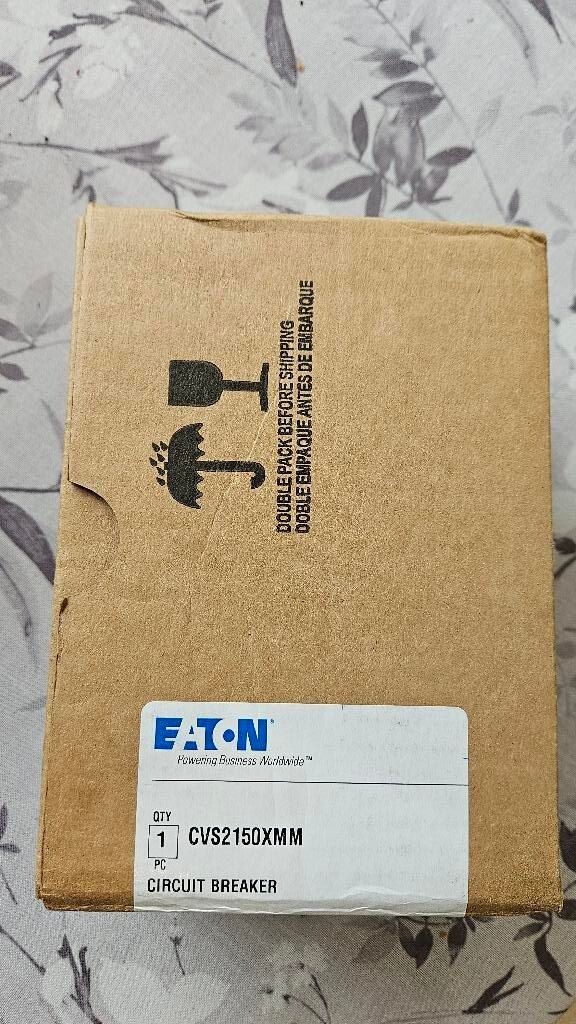 DOUBLE PACK BEFORE SHIPPING
DOBLE EMPAQUE ANTES DE EMBARQUE
EATON®
Powering Business Worldwide™
QTY
1 CVS2150XMM
PC
CIRCUIT BREAKER